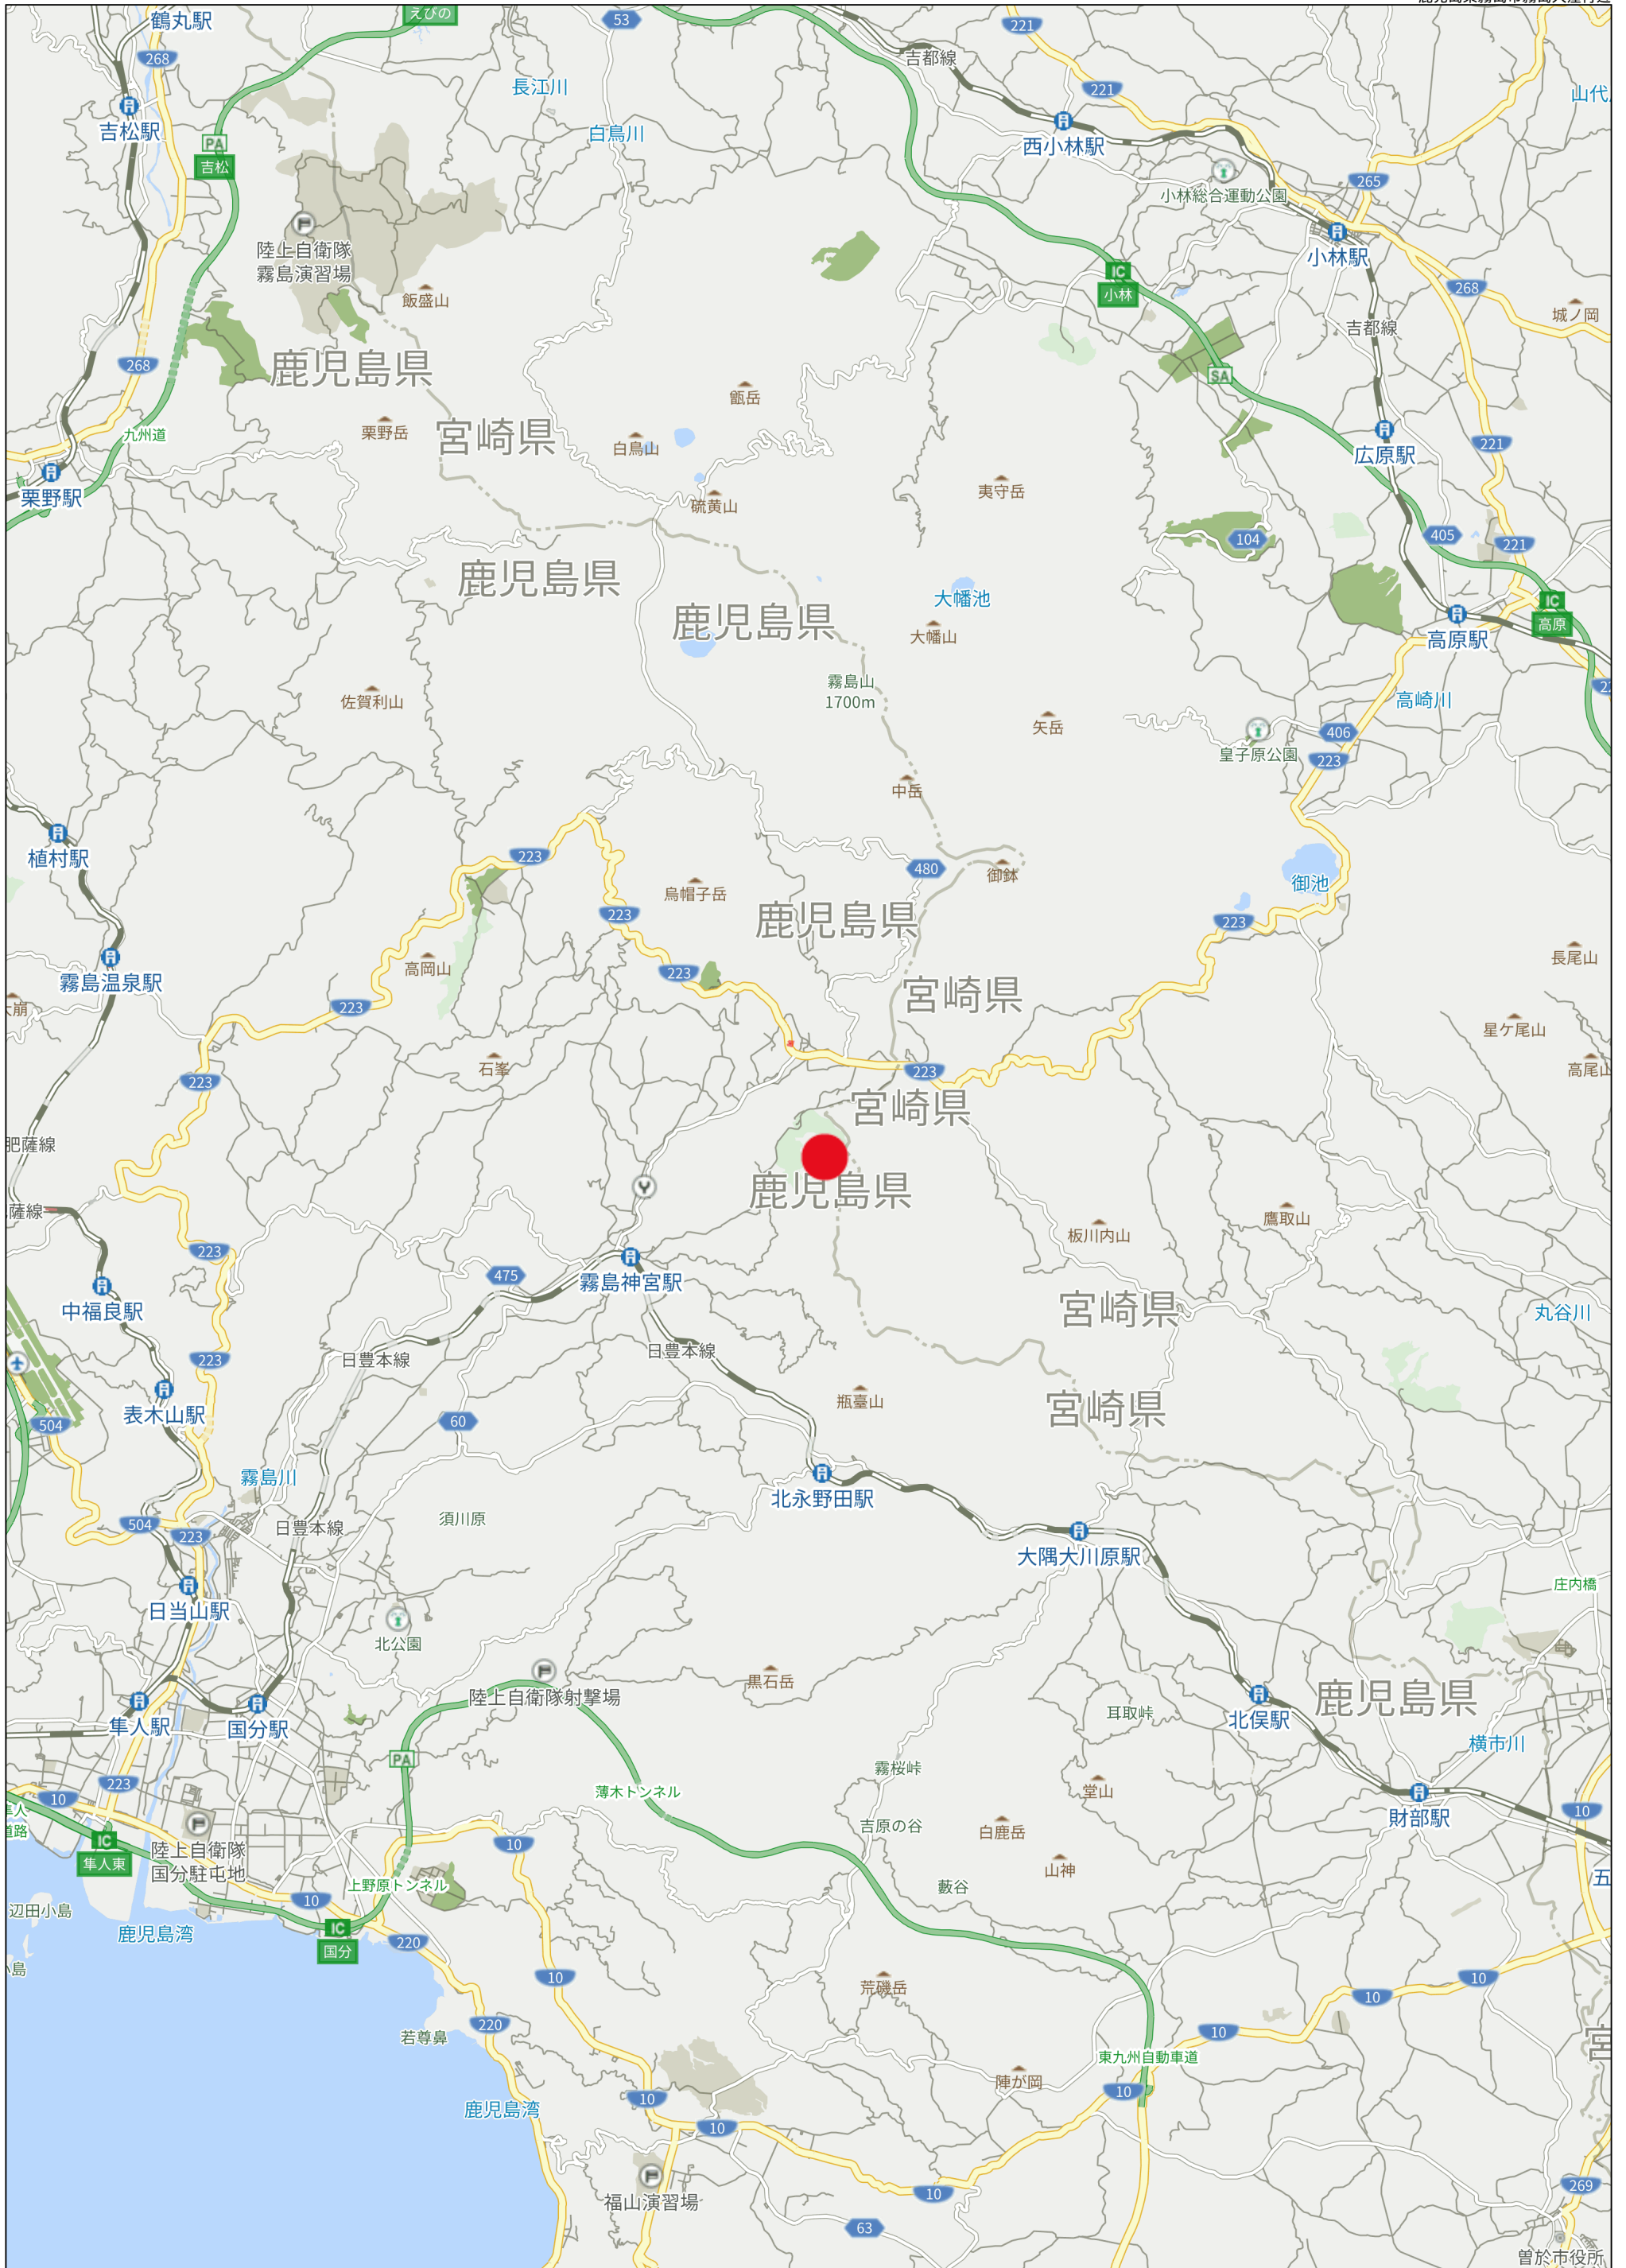 鶴丸駅
えびの
53
221
268
吉都線
長江川
221
吉松駅
白鳥川
西小林駅
PA
吉松
265
小林総合運動公園
陸上自衛隊
霧島演習場
小林駅
IC
小林
飯盛山
268
城ノ岡
吉都線
268
鹿児島県
SA
甑岳
九州道
栗野岳
宮崎県
白鳥山
221
広原駅
栗野駅
硫黄山
夷守岳
104
405
221
鹿児島県
大幡池
IC
高原
鹿児島県
大幡山
高原駅
霧島山
1700m
佐賀利山
高崎川
矢岳
406
皇子原公園
223
中岳
植村駅
223
480
御鉢
烏帽子岳
御池
223
鹿児島県
223
高岡山
223
長尾山
霧島温泉駅
宮崎県
223
星ケ尾山
石峯
223
223
高尾山
宮崎県
肥薩線
鹿児島県
薩線
鷹取山
板川内山
223
475
霧島神宮駅
中福良駅
宮崎県
丸谷川
223
日豊本線
日豊本線
瓶臺山
宮崎県
表木山駅
504
60
霧島川
北永野田駅
504
223
日豊本線
須川原
大隅大川原駅
庄内橋
日当山駅
北公園
黒石岳
陸上自衛隊射撃場
鹿児島県
隼人駅
国分駅
耳取峠
北俣駅
横市川
PA
霧桜峠
223
10
薄木トンネル
堂山
財部駅
10
隼人
道路
吉原の谷
白鹿岳
IC
隼人東
陸上自衛隊
国分駐屯地
10
山神
上野原トンネル
藪谷
五
10
辺田小島
鹿児島湾
IC
国分
220
島
10
荒磯岳
10
10
若尊鼻
220
10
宮
東九州自動車道
陣が岡
10
10
鹿児島湾
10
269
福山演習場
10
63
曽於市役所